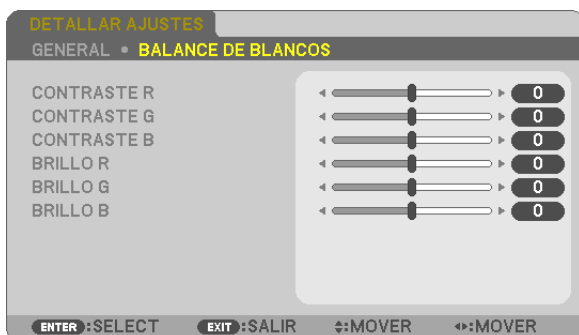 DETALLAR AJUSTES
GENERAL • BALANCE DE BLANCOS
CONTRASTE R 0
CONTRASTE G 0
CONTRASTE B 0
BRILLO R 0
BRILLO G 0
BRILLO B 0
ENTER :SELECT EXIT :SALIR :MOVER :MOVER